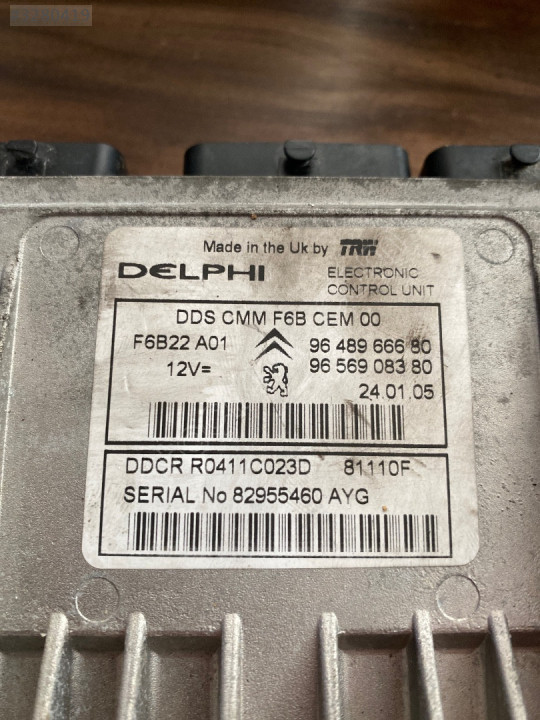 Made in the Uk by TRW
DELPHI ELECTRONIC
CONTROL UNIT
DDS CMM F6B CEM 00
F6B22 A01 96 489 666 80
12V= 96 569 083 80
24.01.05
DDCR R0411C023D 81110F
SERIAL No 82955460 AYG